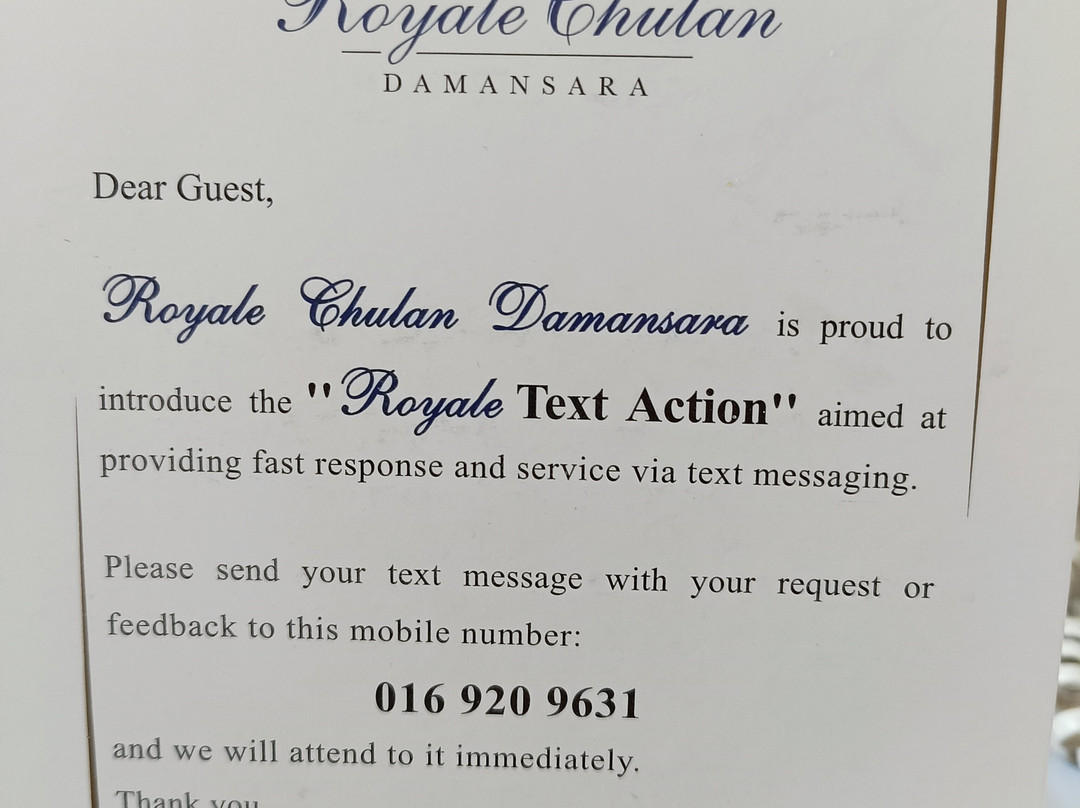 Royale Chulan
DAMANSARA
Dear Guest,
Royale Chulan Damansara is proud to
introduce the "Royale Text Action" aimed at
providing fast response and service via text messaging.
Please send your text message with your request or
feedback to this mobile number:
016 920 9631
and we will attend to it immediately.
Thank you